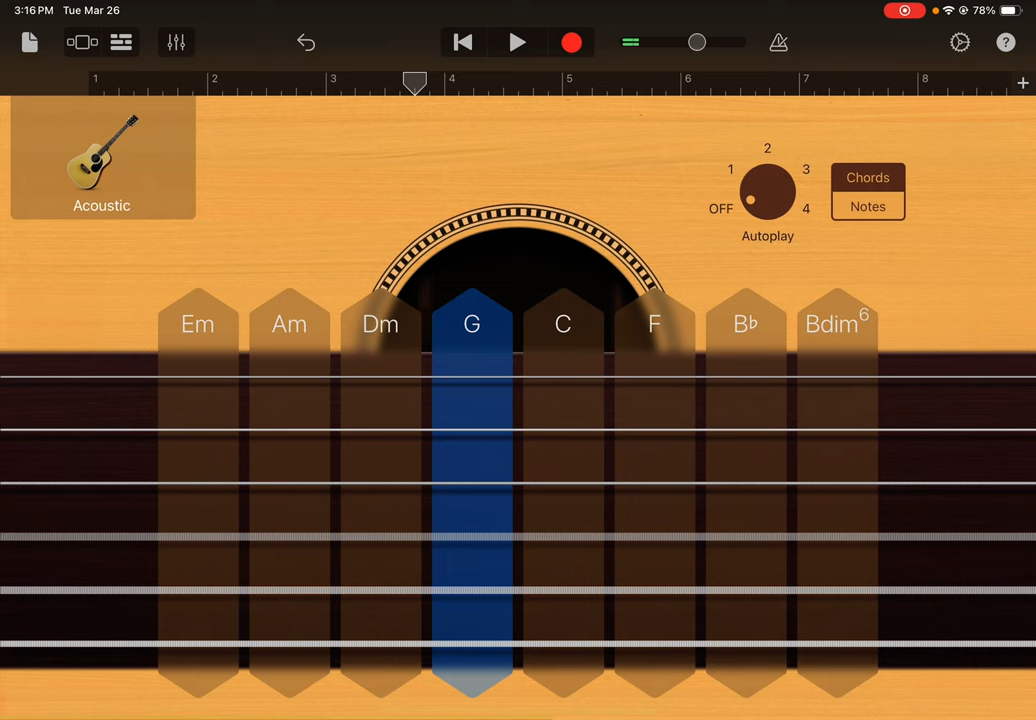 3:16 PM Tue Mar 26
78%
1 2 3 4 5 6 7 8
Acoustic
OFF 1 2 3 4
Autoplay
Chords
Notes
Em Am Dm G C F B♭ Bdim⁶